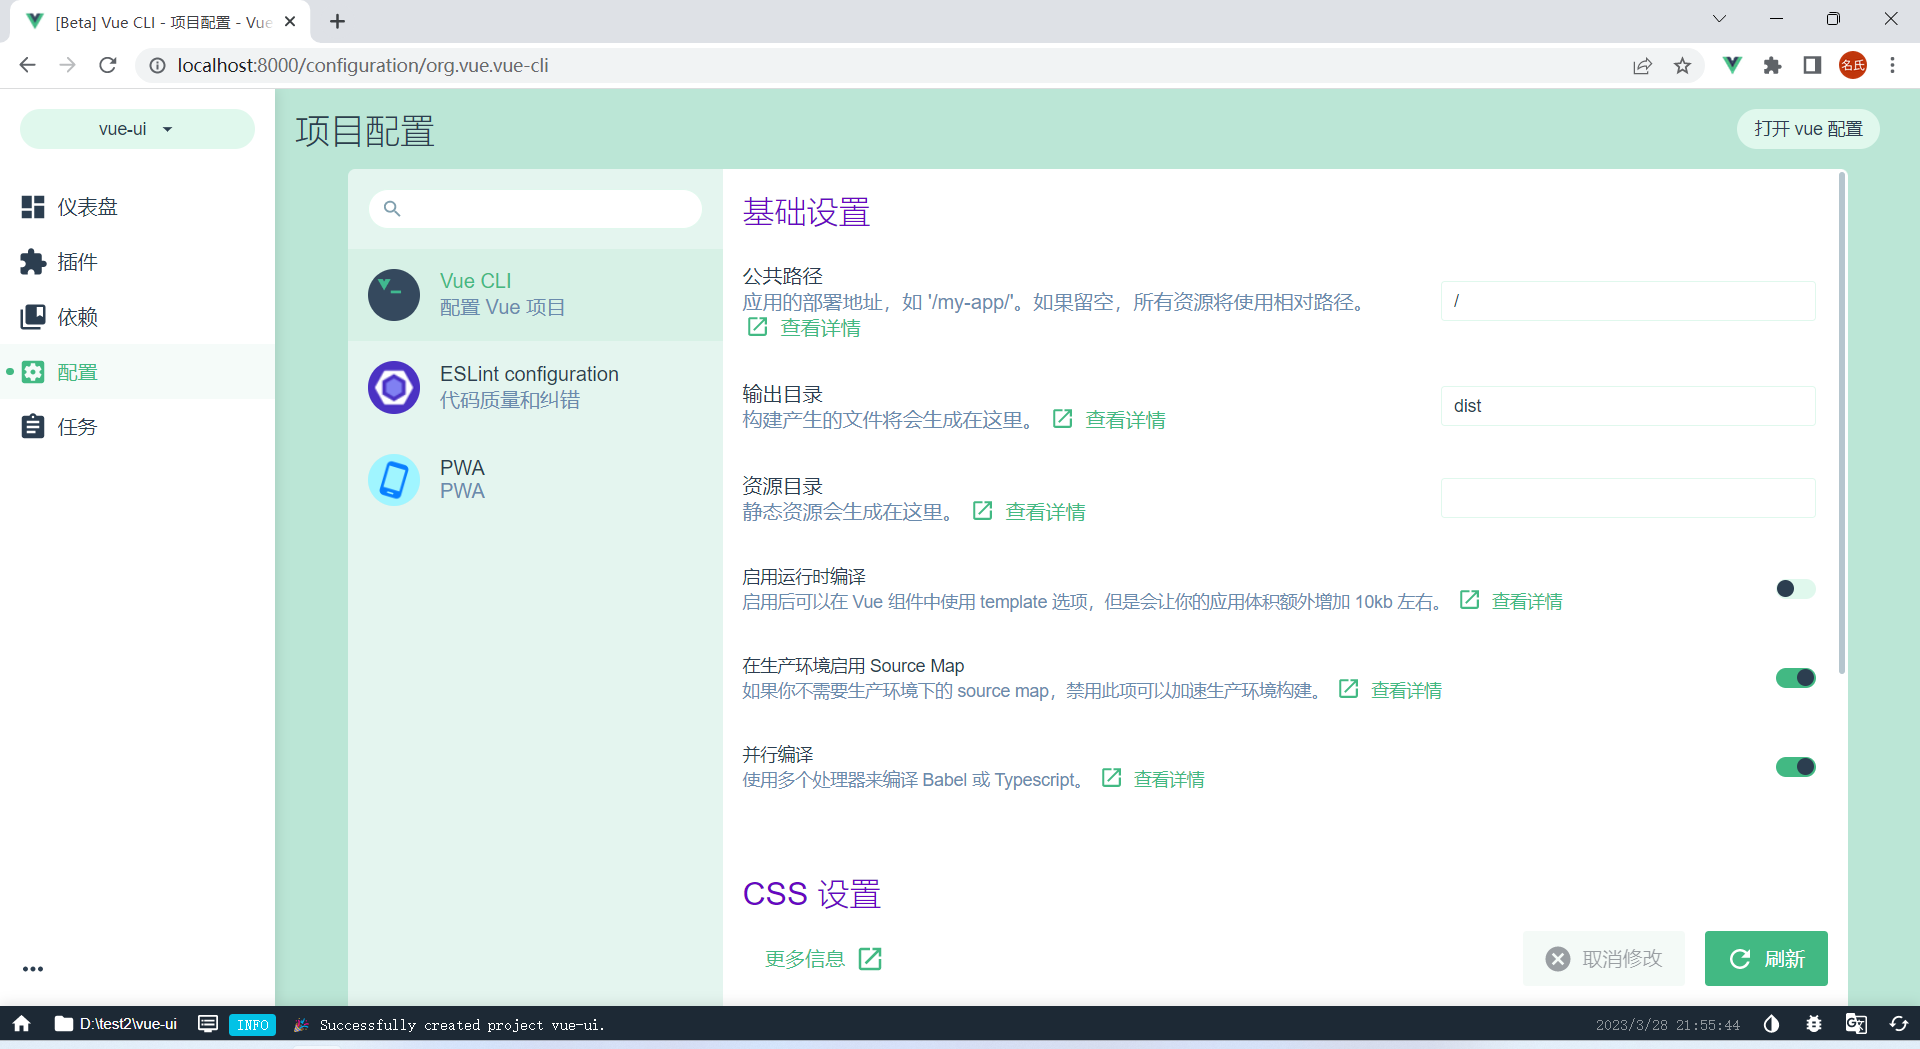 [Beta] Vue CLI - 项目配置 - Vue
localhost:8000/configuration/org.vue.vue-cli
名氏
vue-ui
项目配置
打开 vue 配置
仪表盘
插件
依赖
配置
任务
Vue CLI
配置 Vue 项目
ESLint configuration
代码质量和纠错
PWA
PWA
基础设置
公共路径
应用的部署地址，如 '/my-app/'。如果留空，所有资源将使用相对路径。
查看详情
/
输出目录
构建产生的文件将会生成在这里。 查看详情
dist
资源目录
静态资源会生成在这里。 查看详情
启用运行时编译
启用后可以在 Vue 组件中使用 template 选项，但是会让你的应用体积额外增加 10kb 左右。 查看详情
在生产环境启用 Source Map
如果你不需要生产环境下的 source map，禁用此项可以加速生产环境构建。 查看详情
并行编译
使用多个处理器来编译 Babel 或 Typescript。 查看详情
CSS 设置
更多信息
取消修改
刷新
D:\test2\vue-ui
INFO
Successfully created project vue-ui.
2023/3/28 21:55:44